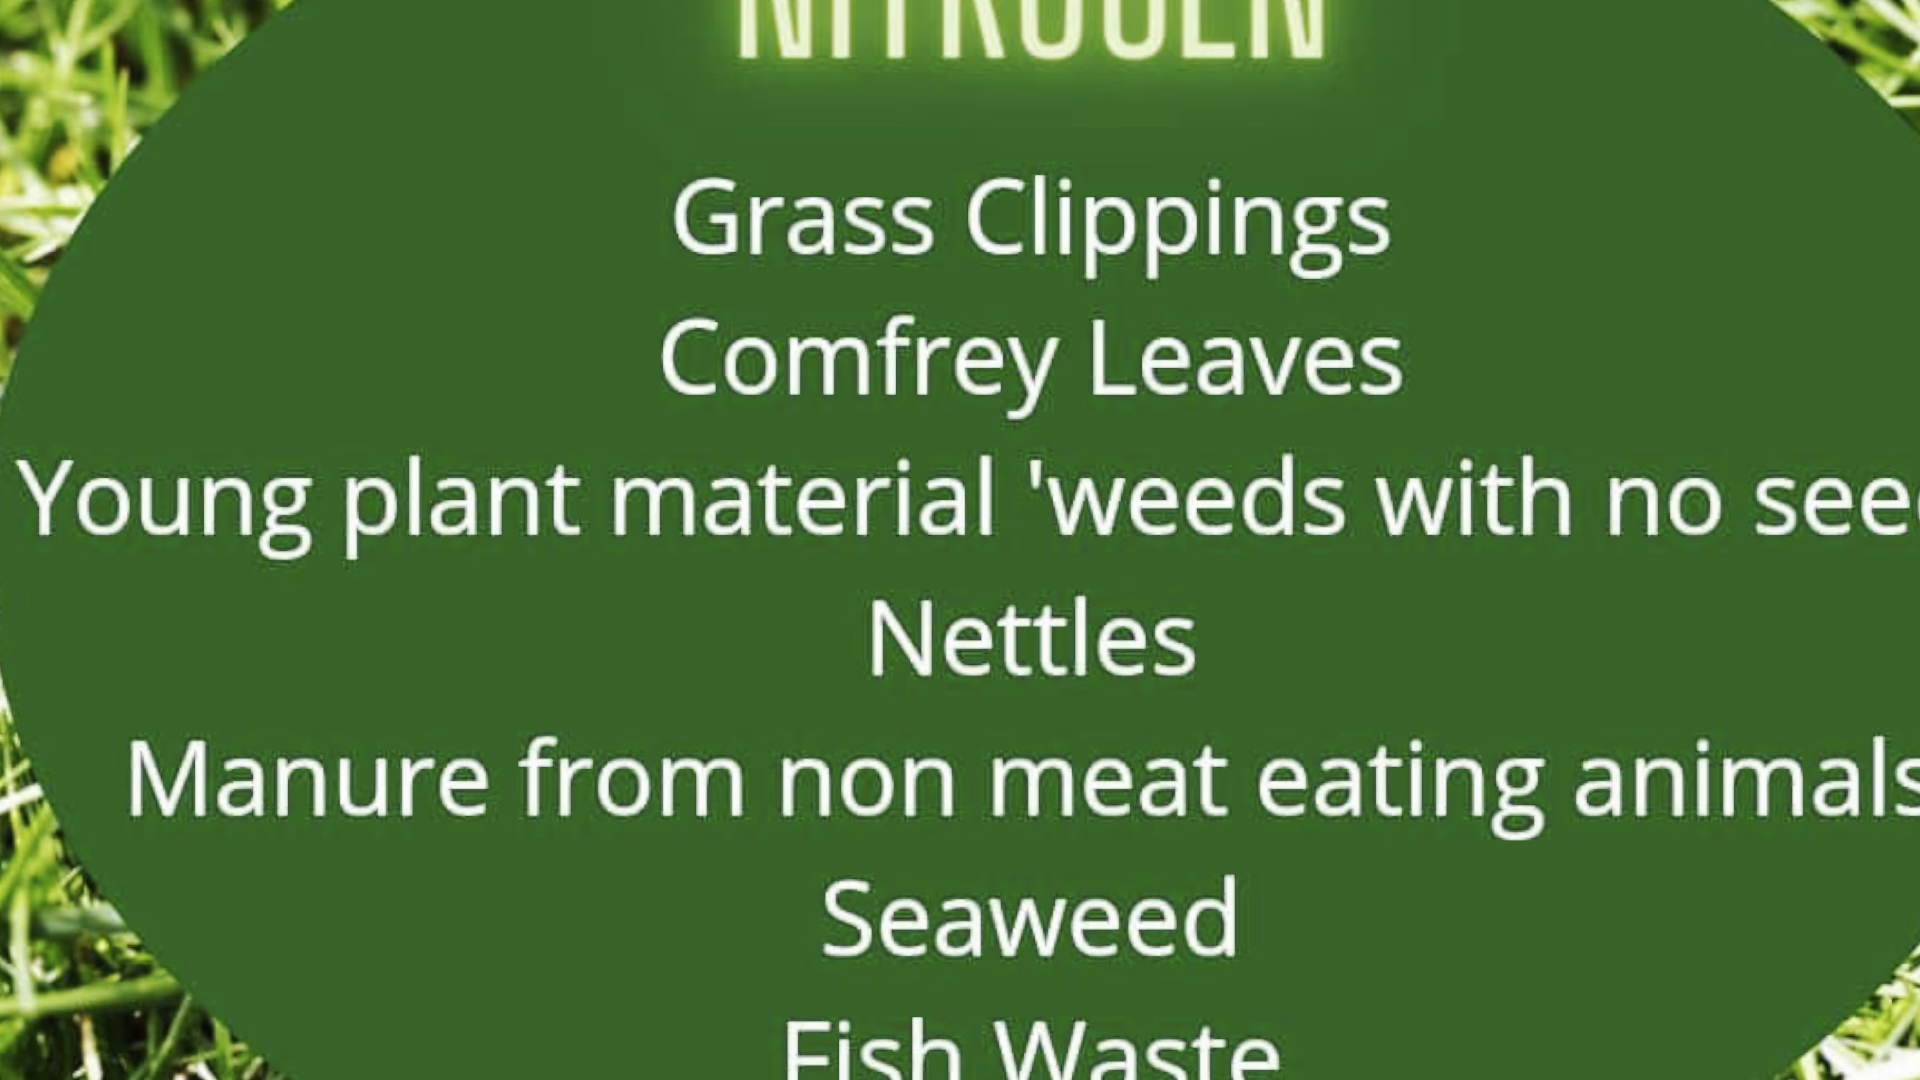 NITROGEN
Grass Clippings
Comfrey Leaves
Young plant material 'weeds with no
Nettles
Manure from non meat eating animals
Seaweed
Fish Waste